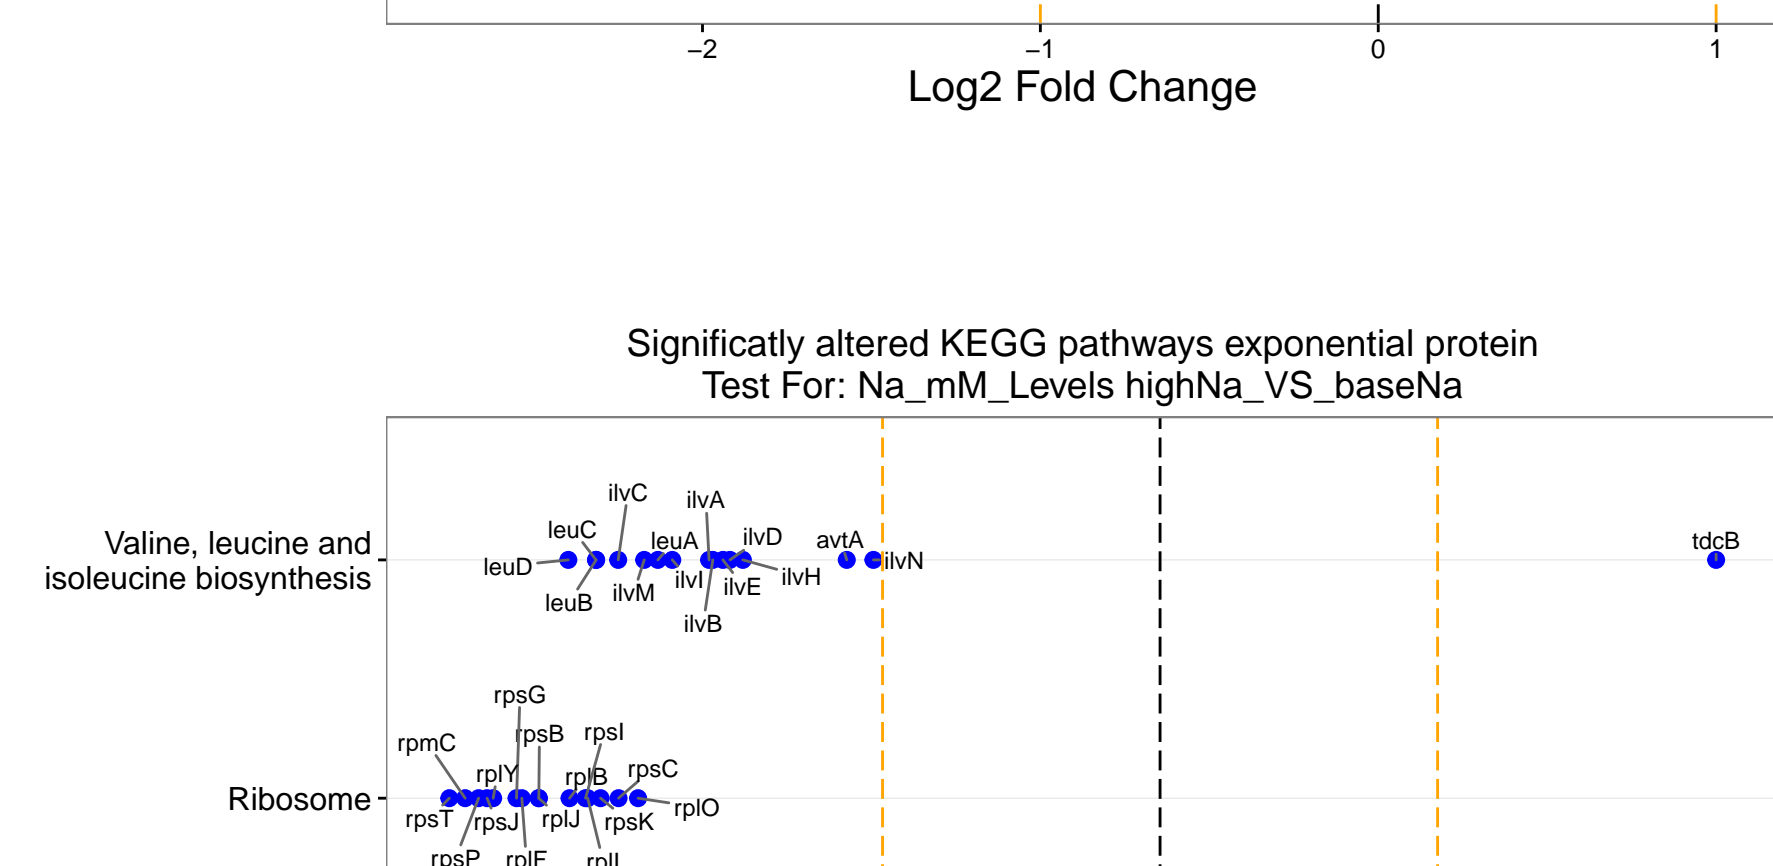 −2 −1 0 1
Log2 Fold Change
Significatly altered KEGG pathways exponential protein
Test For: Na_mM_Levels highNa_VS_baseNa
ilvC ilvA
leuC leuA ilvD avtA tdcB
Valine, leucine and
isoleucine biosynthesis
leuD ilvI ilvE ilvH ilvN
leuB ilvM
ilvB
rpsG
rpmC rpsB rpsI
rplY rplB rpsC
Ribosome
rpsT rpsJ rplJ rpsK rplO
rpsP